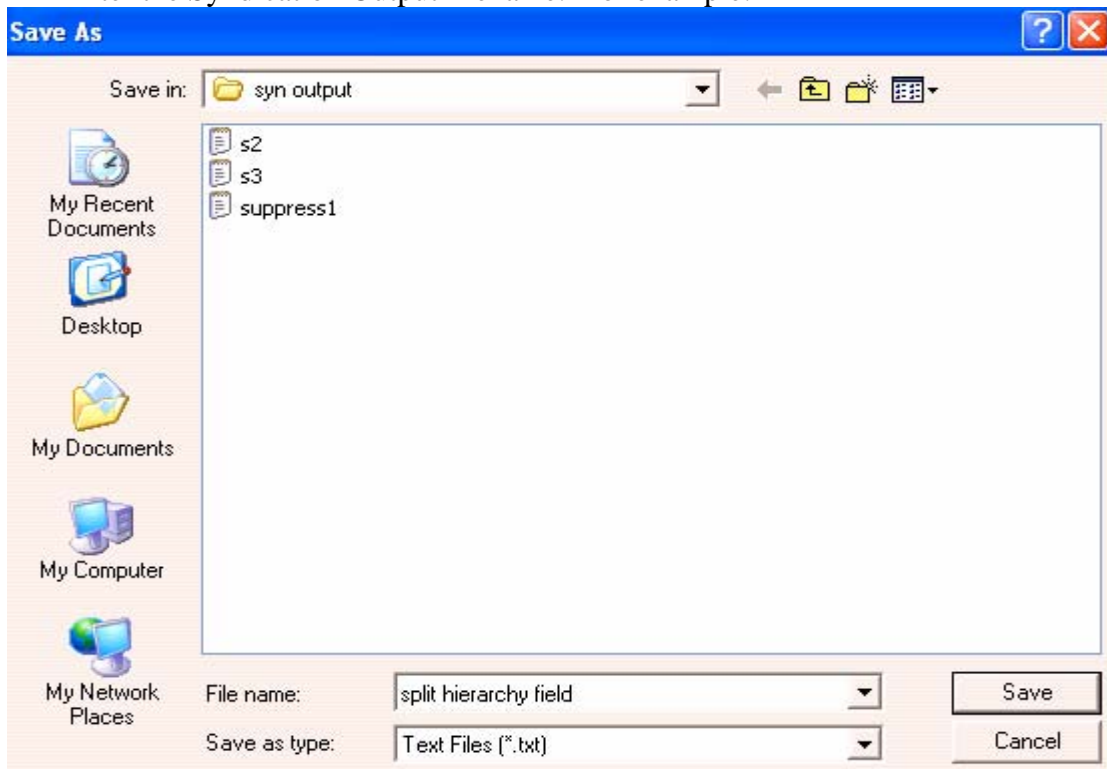 Save As
Save in: syn output
s2
s3
suppress1
My Recent
Documents
Desktop
My Documents
My Computer
My Network
Places
File name: split hierarchy field Save
Save as type: Text Files (*.txt) Cancel